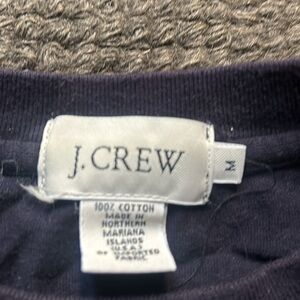 J.CREW
M
100% COTTON
MADE IN
NORTHERN
MARIANA
ISLANDS
(U.S.A.)
OF IMPORTED
FABRIC